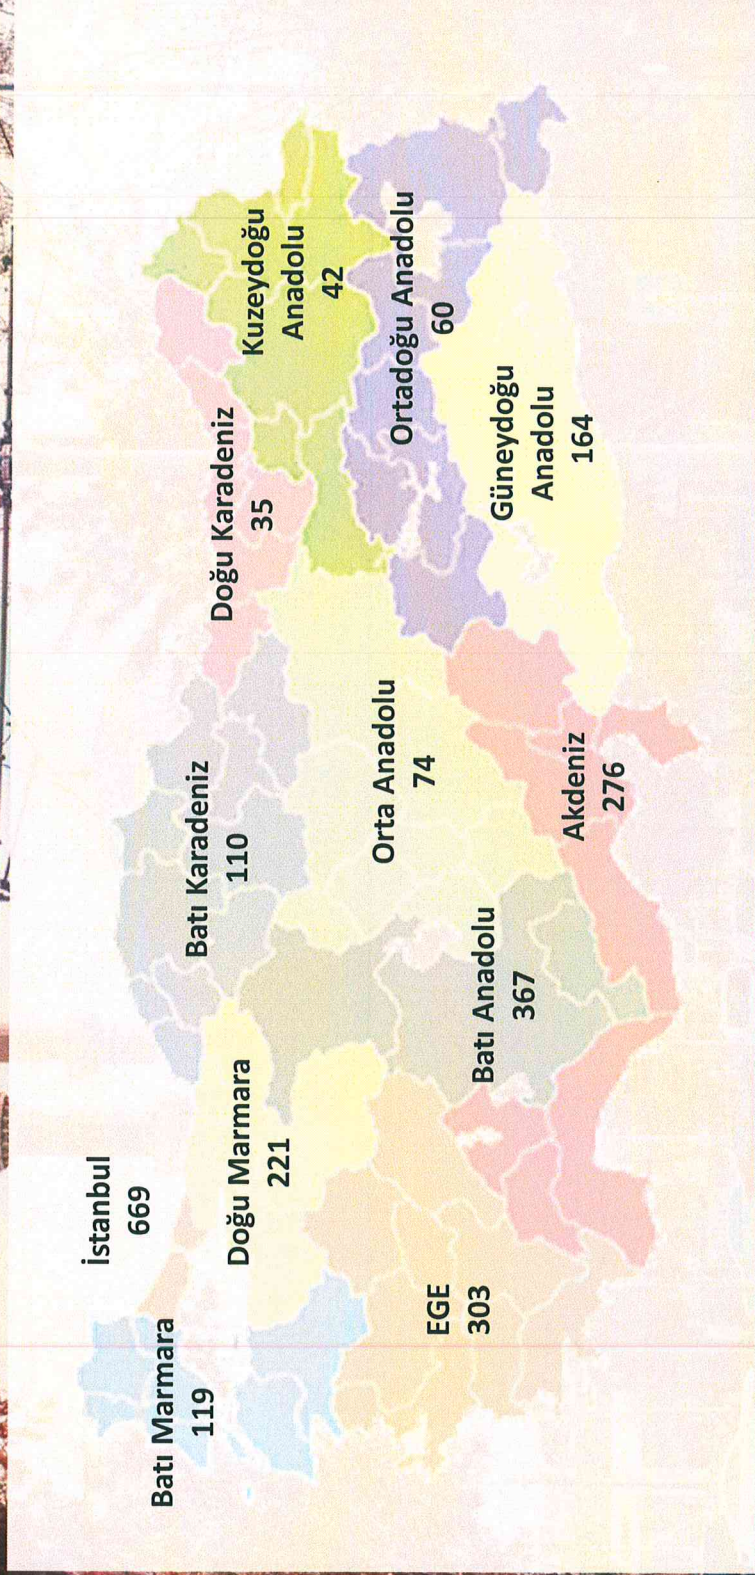 İstanbul
669
Batı Marmara
119
Doğu Marmara
221
EGE
303
Batı Karadeniz
110
Batı Anadolu
367
Orta Anadolu
74
Akdeniz
276
Doğu Karadeniz
35
Kuzeydoğu
Anadolu
42
Ortadoğu Anadolu
60
Güneydoğu
Anadolu
164